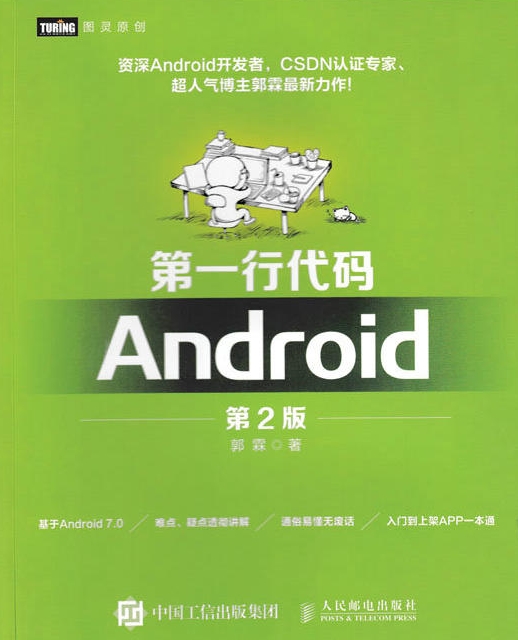 TURING 图灵原创
资深Android开发者，CSDN认证专家、
超人气博主郭霖最新力作！
第一行代码
Android
第2版
郭霖◎著
基于Android 7.0 / 难点、疑点透彻讲解 / 通俗易懂无废话 / 入门到上架APP一本通
中国工信出版集团 人民邮电出版社
POSTS & TELECOM PRESS